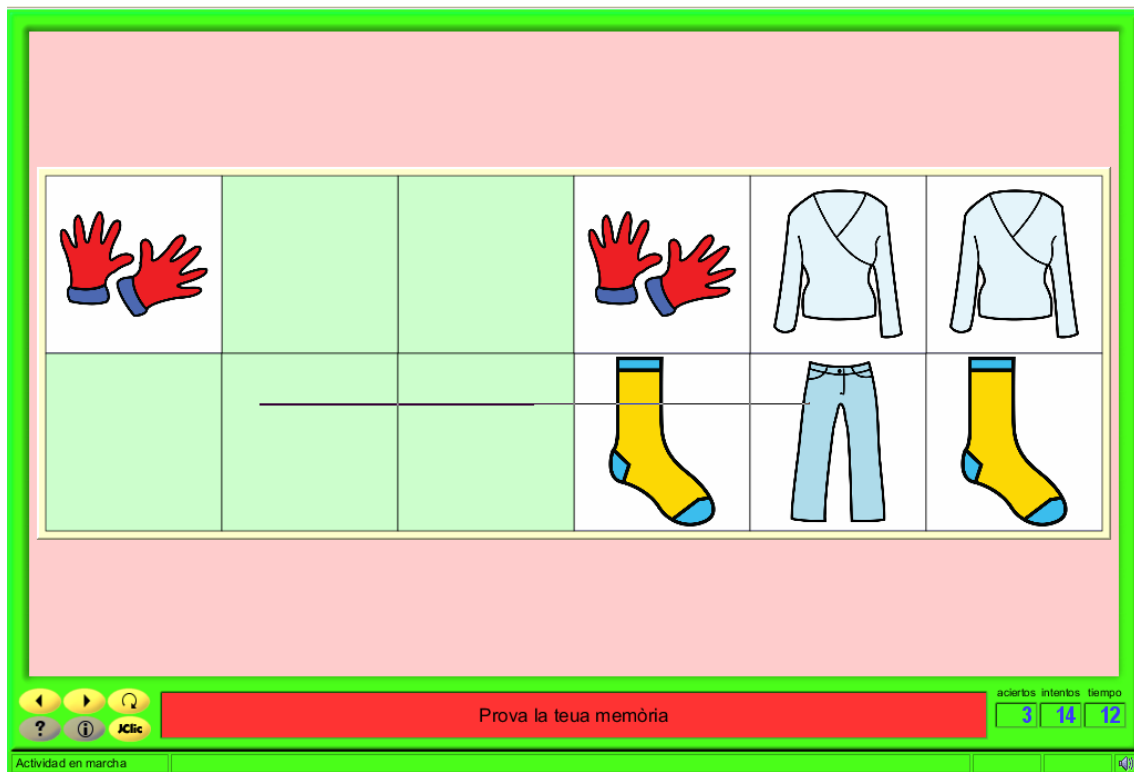 Prova la teua memòria
aciertos intentos tiempo
3 14 12
? i JClic
Actividad en marcha